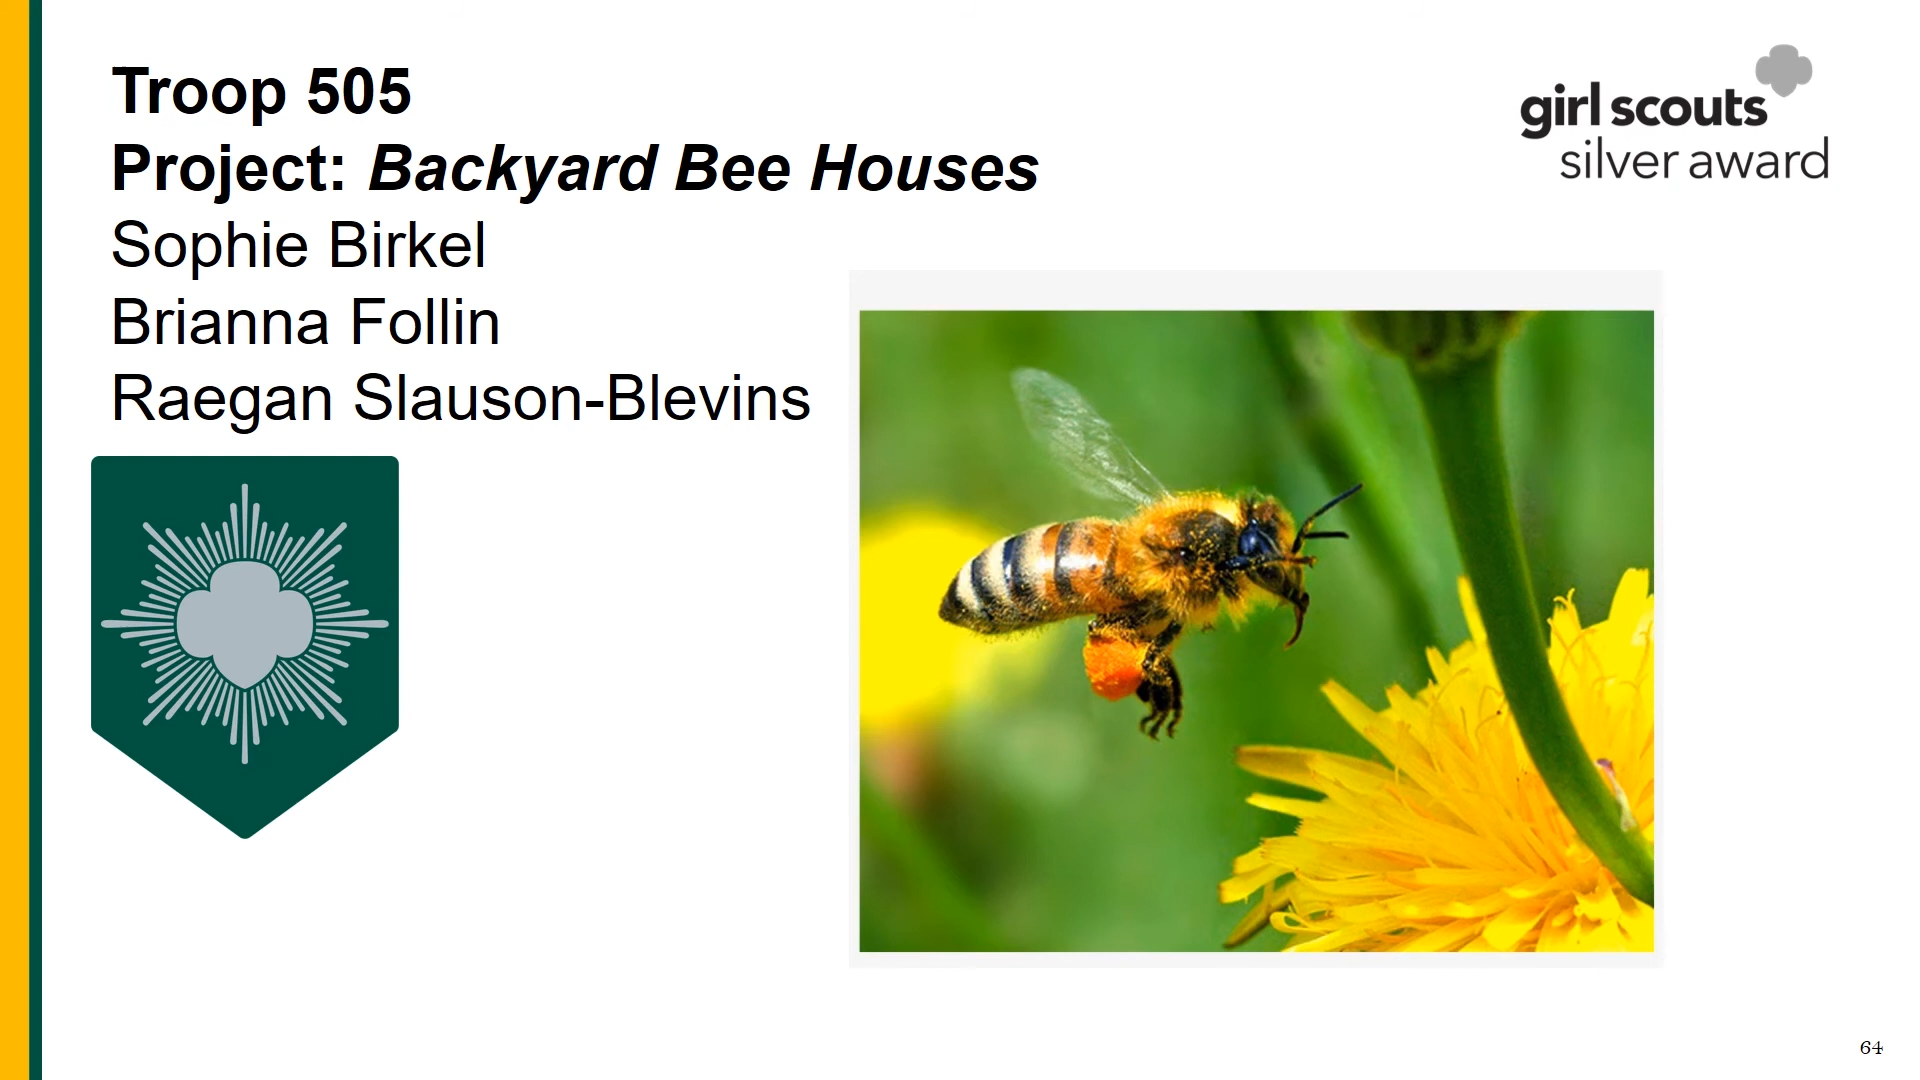 Troop 505
Project: Backyard Bee Houses
Sophie Birkel
Brianna Follin
Raegan Slauson-Blevins
girl scouts
silver award
64